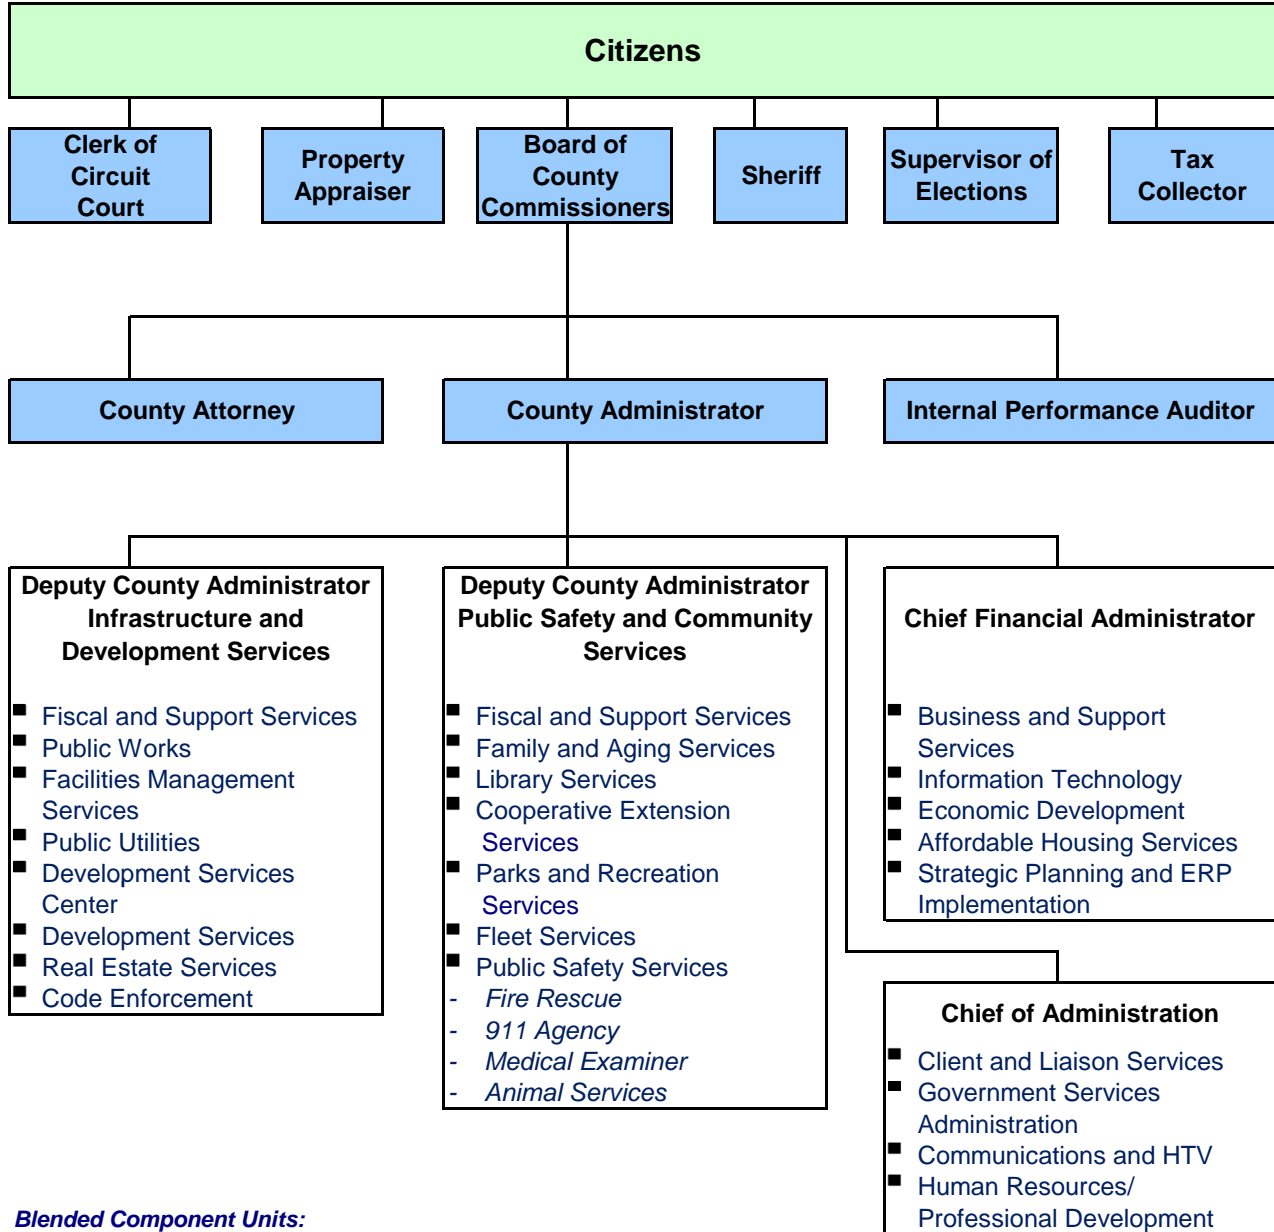 Citizens
Clerk of
Circuit
Court
Property
Appraiser
Board of
County
Commissioners
Sheriff
Supervisor of
Elections
Tax
Collector
County Attorney
County Administrator
Internal Performance Auditor
Deputy County Administrator
Infrastructure and
Development Services
▪ Fiscal and Support Services
▪ Public Works
▪ Facilities Management
Services
▪ Public Utilities
▪ Development Services
Center
▪ Development Services
▪ Real Estate Services
▪ Code Enforcement
Deputy County Administrator
Public Safety and Community
Services
▪ Fiscal and Support Services
▪ Family and Aging Services
▪ Library Services
▪ Cooperative Extension
Services
▪ Parks and Recreation
Services
▪ Fleet Services
▪ Public Safety Services
- Fire Rescue
- 911 Agency
- Medical Examiner
- Animal Services
Chief Financial Administrator
▪ Business and Support
Services
▪ Information Technology
▪ Economic Development
▪ Affordable Housing Services
▪ Strategic Planning and ERP
Implementation
Chief of Administration
▪ Client and Liaison Services
▪ Government Services
Administration
▪ Communications and HTV
▪ Human Resources/
Professional Development
Blended Component Units: